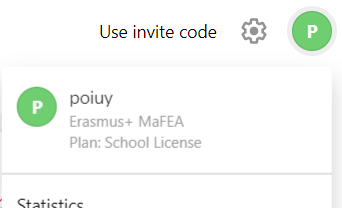 Use invite code
P
P
poiuy
Erasmus+ MaFEA
Plan: School License
Statistics